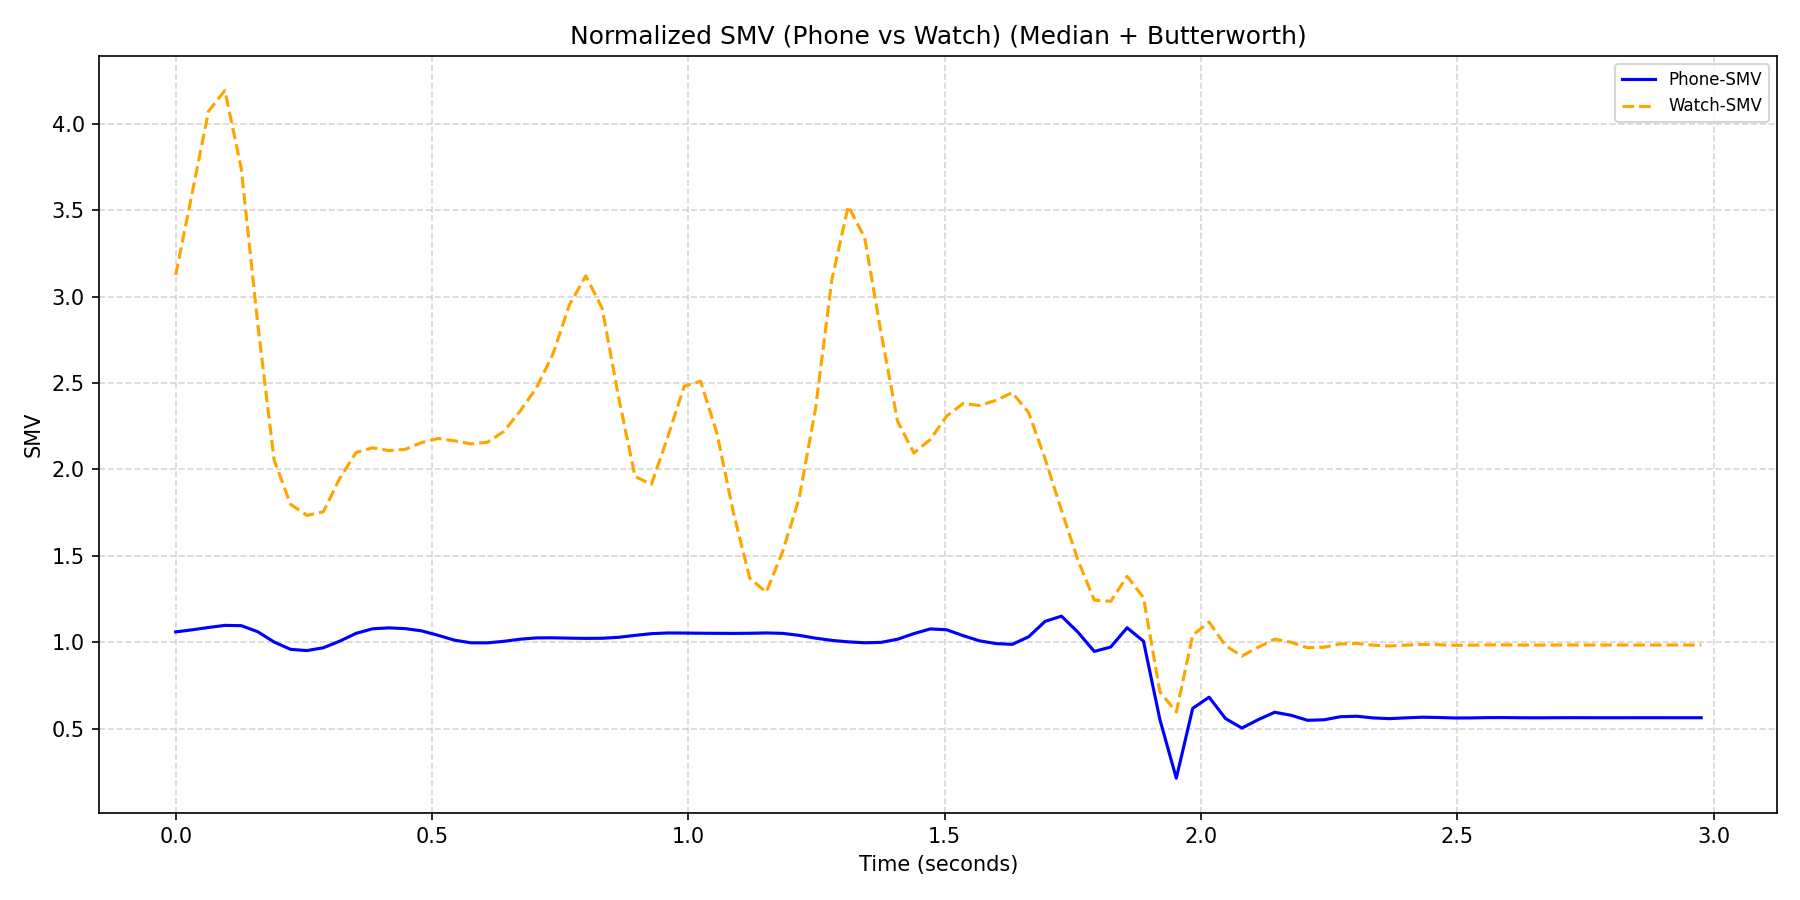 Normalized SMV (Phone vs Watch) (Median + Butterworth)
Phone-SMV
Watch-SMV
SMV
4.0
3.5
3.0
2.5
2.0
1.5
1.0
0.5
0.0 0.5 1.0 1.5 2.0 2.5 3.0
Time (seconds)